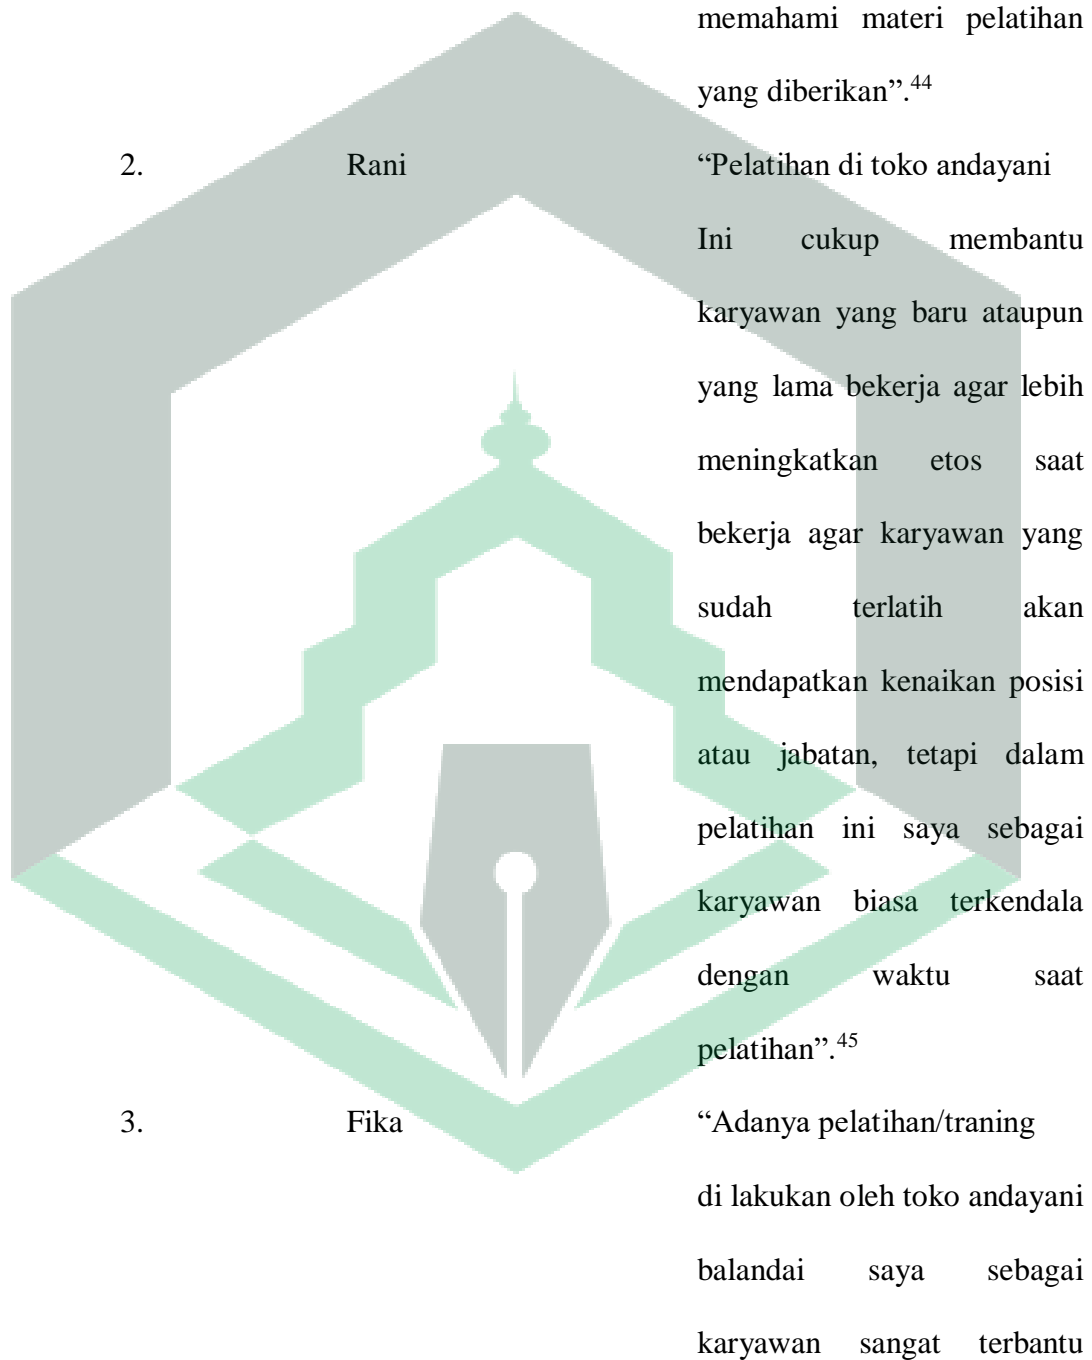 memahami materi pelatihan
yang diberikan”.44
2. Rani “Pelatihan di toko andayani
Ini cukup membantu
karyawan yang baru ataupun
yang lama bekerja agar lebih
meningkatkan etos saat
bekerja agar karyawan yang
sudah terlatih akan
mendapatkan kenaikan posisi
atau jabatan, tetapi dalam
pelatihan ini saya sebagai
karyawan biasa terkendala
dengan waktu saat
pelatihan”.45
3. Fika “Adanya pelatihan/traning
di lakukan oleh toko andayani
balandai saya sebagai
karyawan sangat terbantu